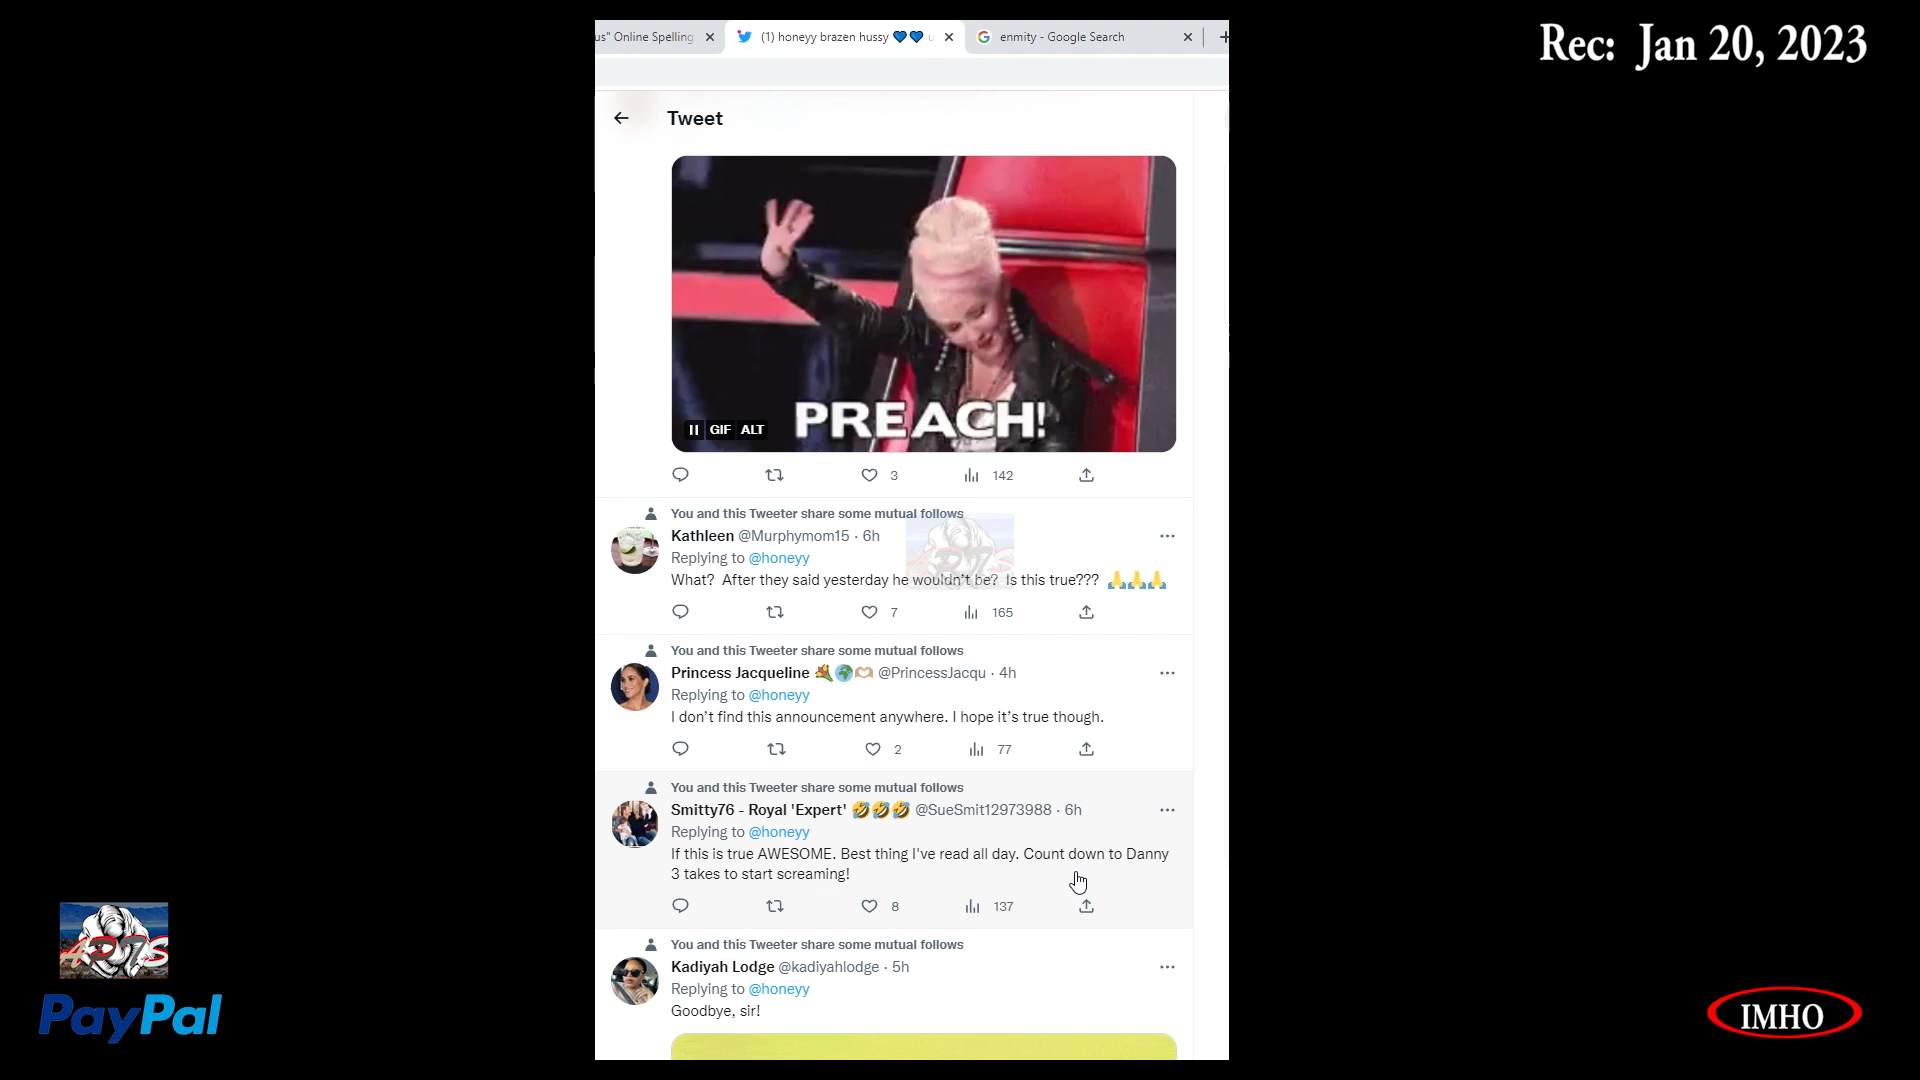 us" Online Spelling
(1) honeyy brazen hussy 💙💙
enmity - Google Search
Rec: Jan 20, 2023
Tweet
PREACH!
GIF ALT
3 142
You and this Tweeter share some mutual follows
Kathleen @Murphymom15 · 6h
Replying to @honeyy
What? After they said yesterday he wouldn't be? Is this true??? 🙏🙏🙏
7 165
You and this Tweeter share some mutual follows
Princess Jacqueline 💐🌍🫶🏼 @PrincessJacqu · 4h
Replying to @honeyy
I don't find this announcement anywhere. I hope it's true though.
2 77
You and this Tweeter share some mutual follows
Smitty76 - Royal 'Expert' 🤣🤣🤣 @SueSmit12973988 · 6h
Replying to @honeyy
If this is true AWESOME. Best thing I've read all day. Count down to Danny
3 takes to start screaming!
8 137
You and this Tweeter share some mutual follows
Kadiyah Lodge @kadiyahlodge · 5h
Replying to @honeyy
Goodbye, sir!
PayPal
IMHO